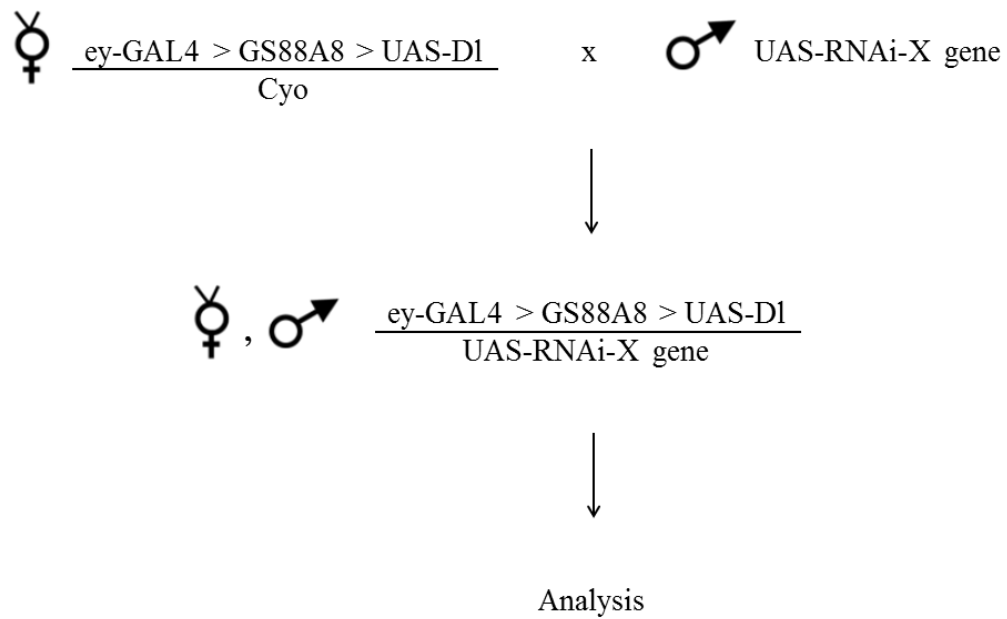 ey-GAL4 > GS88A8 > UAS-Dl x UAS-RNAi-X gene
Cyo
, ey-GAL4 > GS88A8 > UAS-Dl
UAS-RNAi-X gene
Analysis